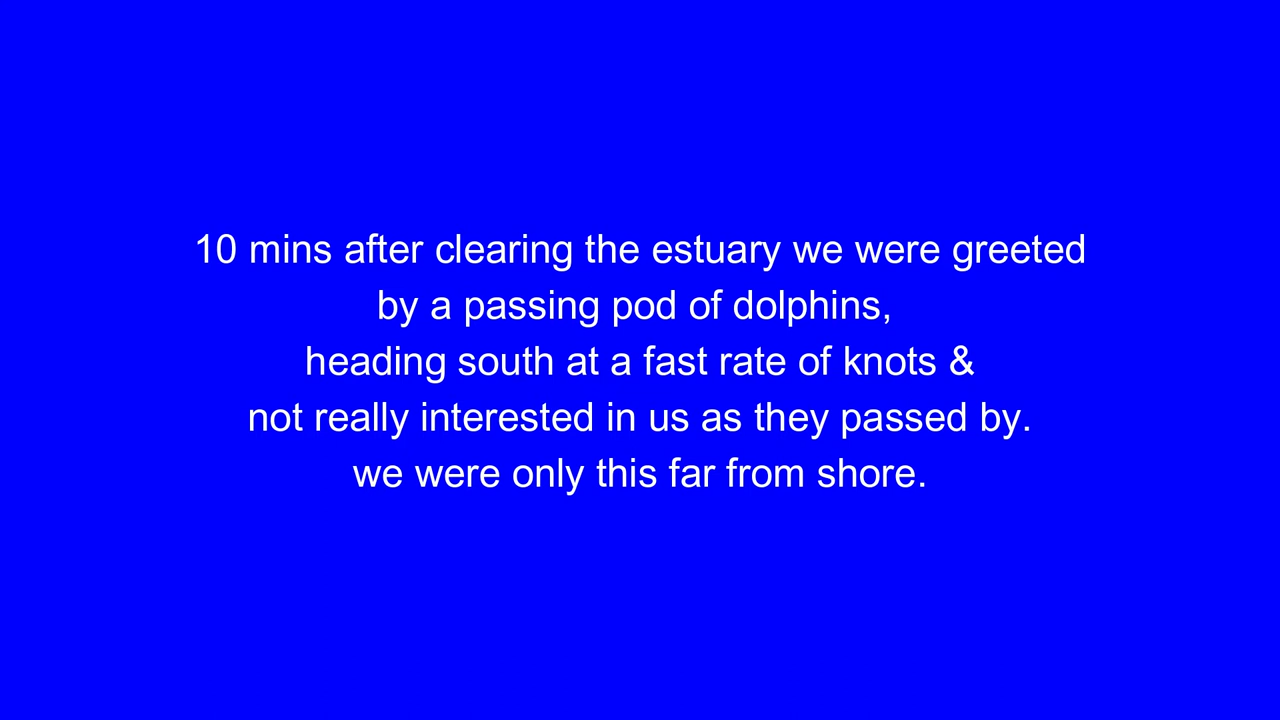 10 mins after clearing the estuary we were greeted
by a passing pod of dolphins,
heading south at a fast rate of knots &
not really interested in us as they passed by.
we were only this far from shore.